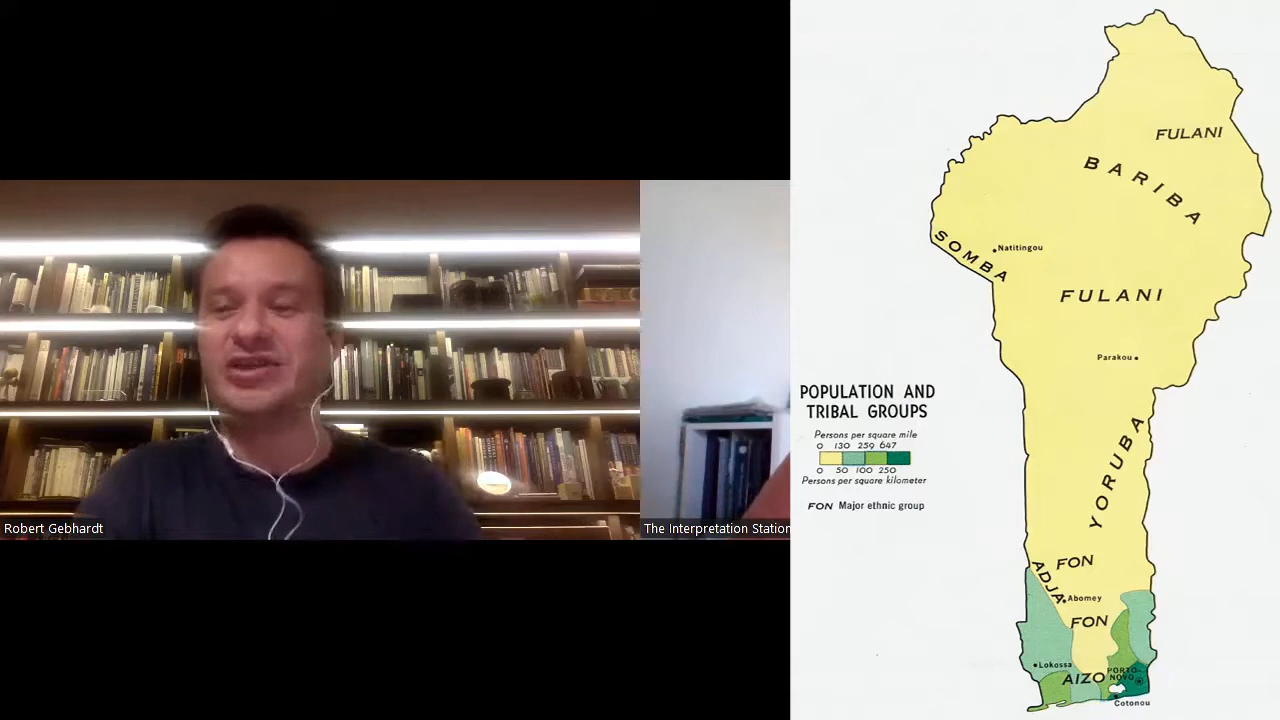 Robert Gebhardt
The Interpretation Station
FULANI
BARIBA
SOMBA
Natitingou
FULANI
Parakou
POPULATION AND
TRIBAL GROUPS
Persons per square mile
0 130 259 647
0 50 100 250
Persons per square kilometer
FON Major ethnic group
YORUBA
FON
ADJA
Abomey
FON
Lokossa
AIZO
PORTO-
NOVO
Cotonou